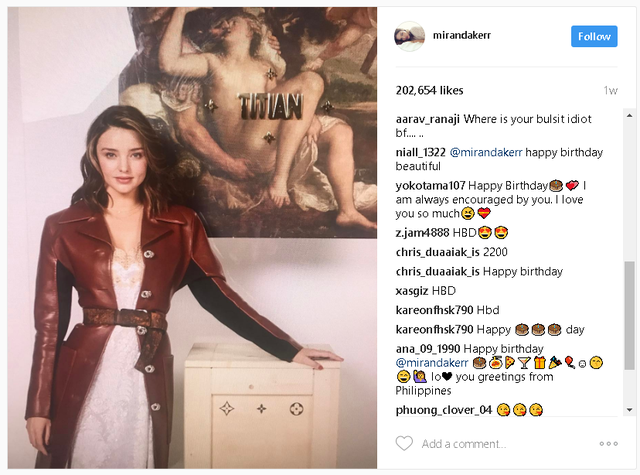 TITIAN
mirandakerr
Follow
202,654 likes
1w
aarav_ranaji Where is your bulsit idiot
bf.... ..
niall_1322 @mirandakerr happy birthday
beautiful
yokotama107 Happy Birthday🎂💘 I
am always encouraged by you. I love
you so much😆💝
z.jam4888 HBD😍😍
chris_duaaiak_is 2200
chris_duaaiak_is Happy birthday
xasgiz HBD
kareonfhsk790 Hbd
kareonfhsk790 Happy 🎂🎂🎂 day
ana_09_1990 Happy birthday
@mirandakerr
lo🖤 you greetings from
Philippines
phuong_clover_04 😋😋😋
Add a comment...